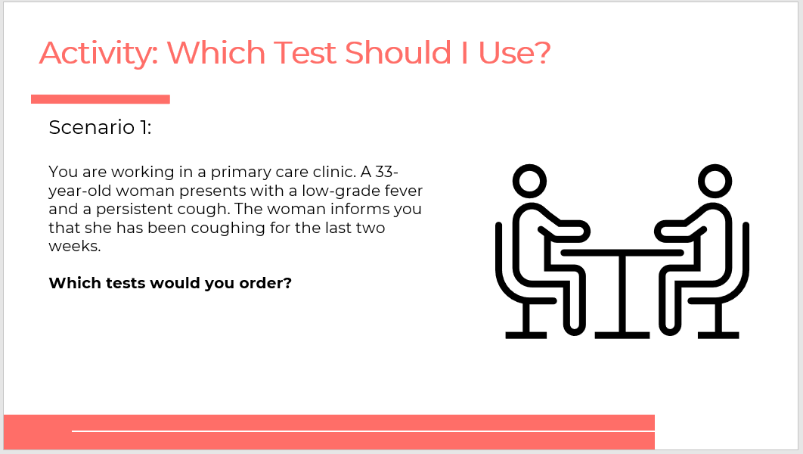 Activity: Which Test Should I Use?
Scenario 1:
You are working in a primary care clinic. A 33-
year-old woman presents with a low-grade fever
and a persistent cough. The woman informs you
that she has been coughing for the last two
weeks.
Which tests would you order?